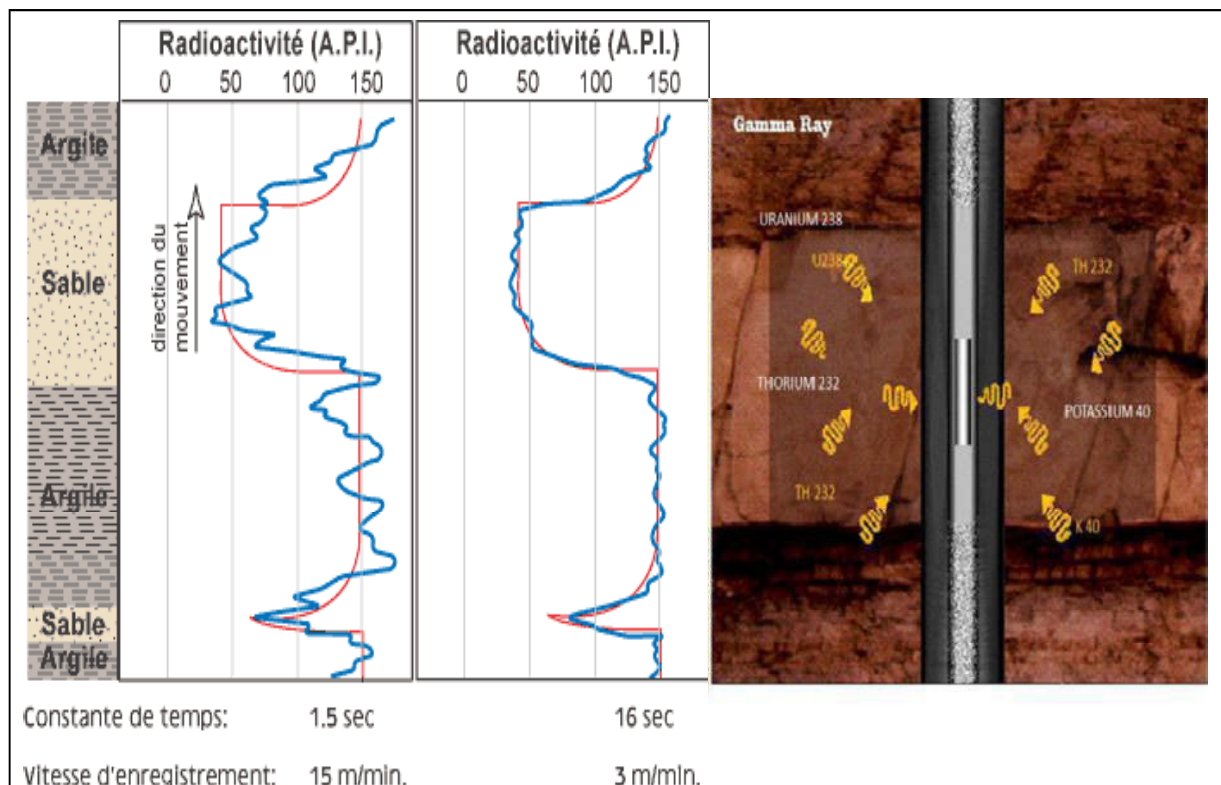 Radioactivité (A.P.I.)
0 50 100 150
Radioactivité (A.P.I.)
0 50 100 150
Argile
Sable
Argile
Sable
Argile
direction du
mouvement
Gamma Ray
URANIUM 238
U238
TH 232
THORIUM 232
POTASSIUM 40
TH 232
K 40
Constante de temps: 1.5 sec 16 sec
Vitesse d'enregistrement: 15 m/min. 3 m/min.